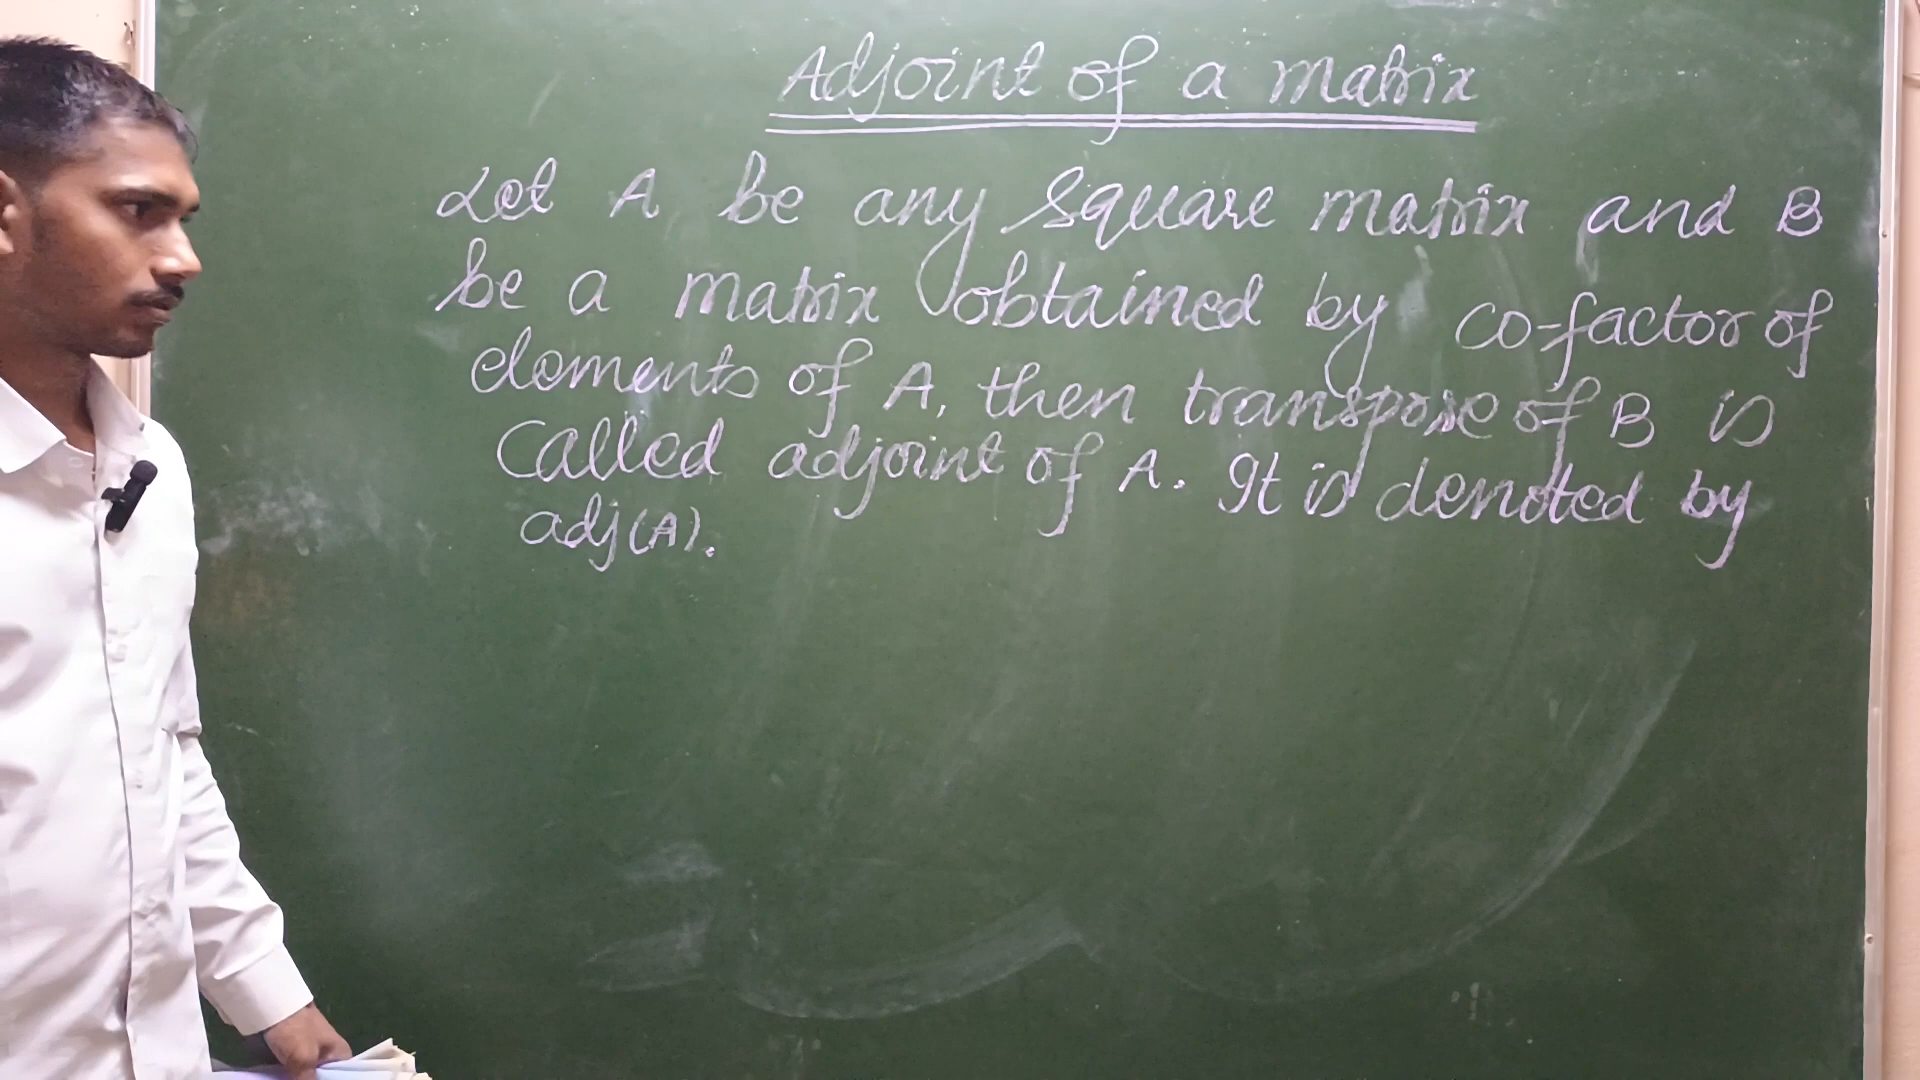 Adjoint of a matrix
Let A be any square matrix and B
be a matrix obtained by co-factor of
elements of A, then transpose of B is
called adjoint of A. It is denoted by
adj(A).